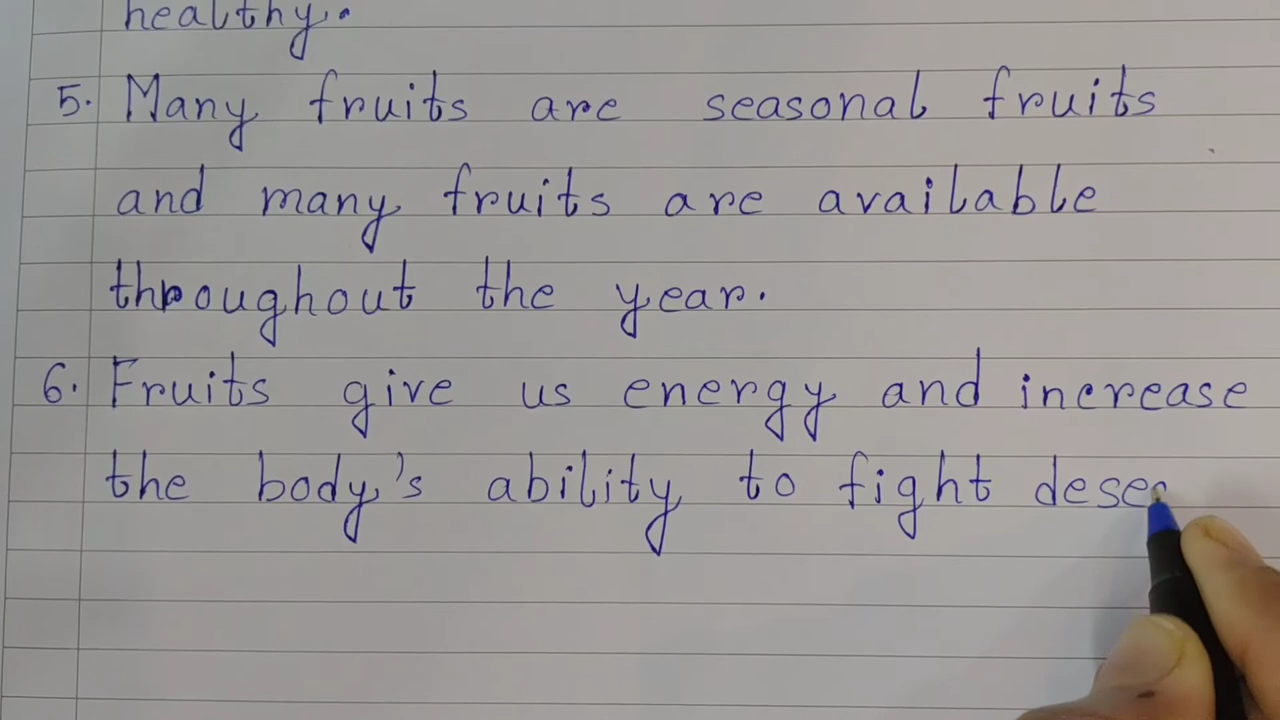 healthy.
5. Many fruits are seasonal fruits
and many fruits are available
throughout the year.
6. Fruits give us energy and increase
the body's ability to fight dese